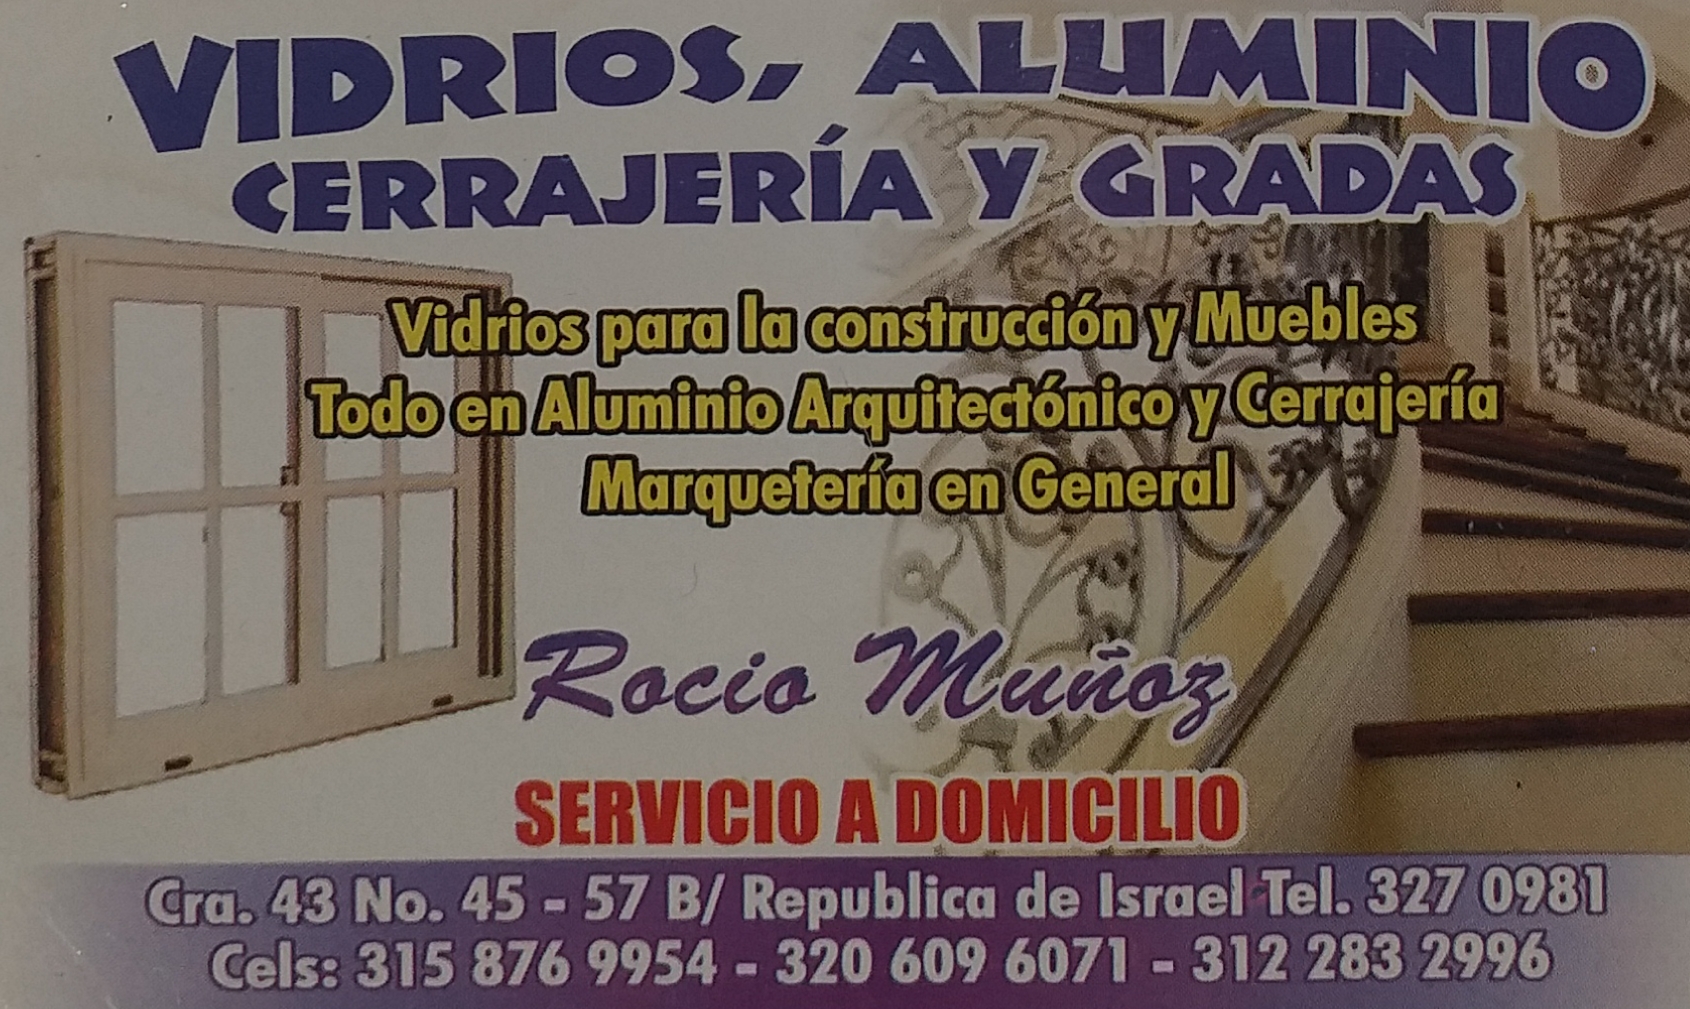 VIDRIOS, ALUMINIO
CERRAJERÍA Y GRADAS
Vidrios para la construcción y Muebles
Todo en Aluminio Arquitectónico y Cerrajería
Marquetería en General
Rocio Muñoz
SERVICIO A DOMICILIO
Cra. 43 No. 45 - 57 B/ Republica de Israel Tel. 327 0981
Cels: 315 876 9954 - 320 609 6071 - 312 283 2996